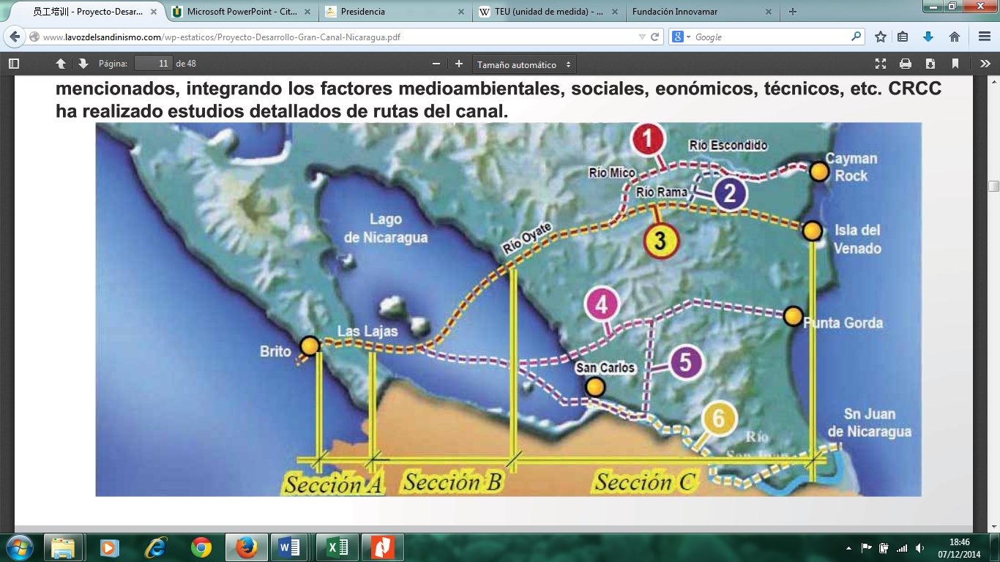 员工培训 - Proyecto-Desar...
Microsoft PowerPoint - Cit...
Presidencia
TEU (unidad de medida) - ...
Fundación Innovamar
www.lavozdelsandinismo.com/wp-estaticos/Proyecto-Desarrollo-Gran-Canal-Nicaragua.pdf
Google
Página: 11 de 48
Tamaño automático
mencionados, integrando los factores medioambientales, sociales, eonómicos, técnicos, etc. CRCC
ha realizado estudios detallados de rutas del canal.
1
Río Escondido
Cayman
Rock
Río Mico
Río Rama
2
Lago
de Nicaragua
Río Oyate
3
Isla del
Venado
4
Punta Gorda
Las Lajas
Brito
San Carlos
5
6
Río
San Juan
Sn Juan
de Nicaragua
Sección A
Sección B
Sección C
18:46
07/12/2014